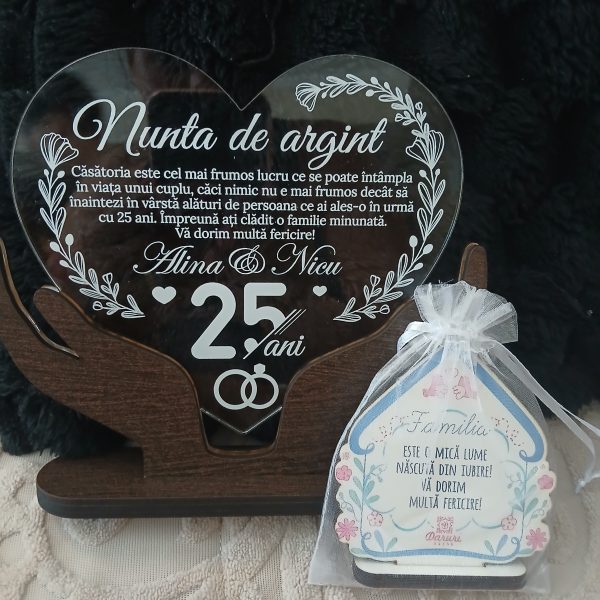 Nunta de argint
Căsătoria este cel mai frumos lucru ce se poate întâmpla
în viața unui cuplu, căci nimic nu e mai frumos decât să
înaintezi în vârstă alături de persoana ce ai ales-o în urmă
cu 25 ani. Împreună ați clădit o familie minunată.
Vă dorim multă fericire!
Alina & Nicu
25 ani
Familia
ESTE O MICĂ LUME
NĂSCUTĂ DIN IUBIRE!
VĂ DORIM
MULTĂ FERICIRE!
Daruri